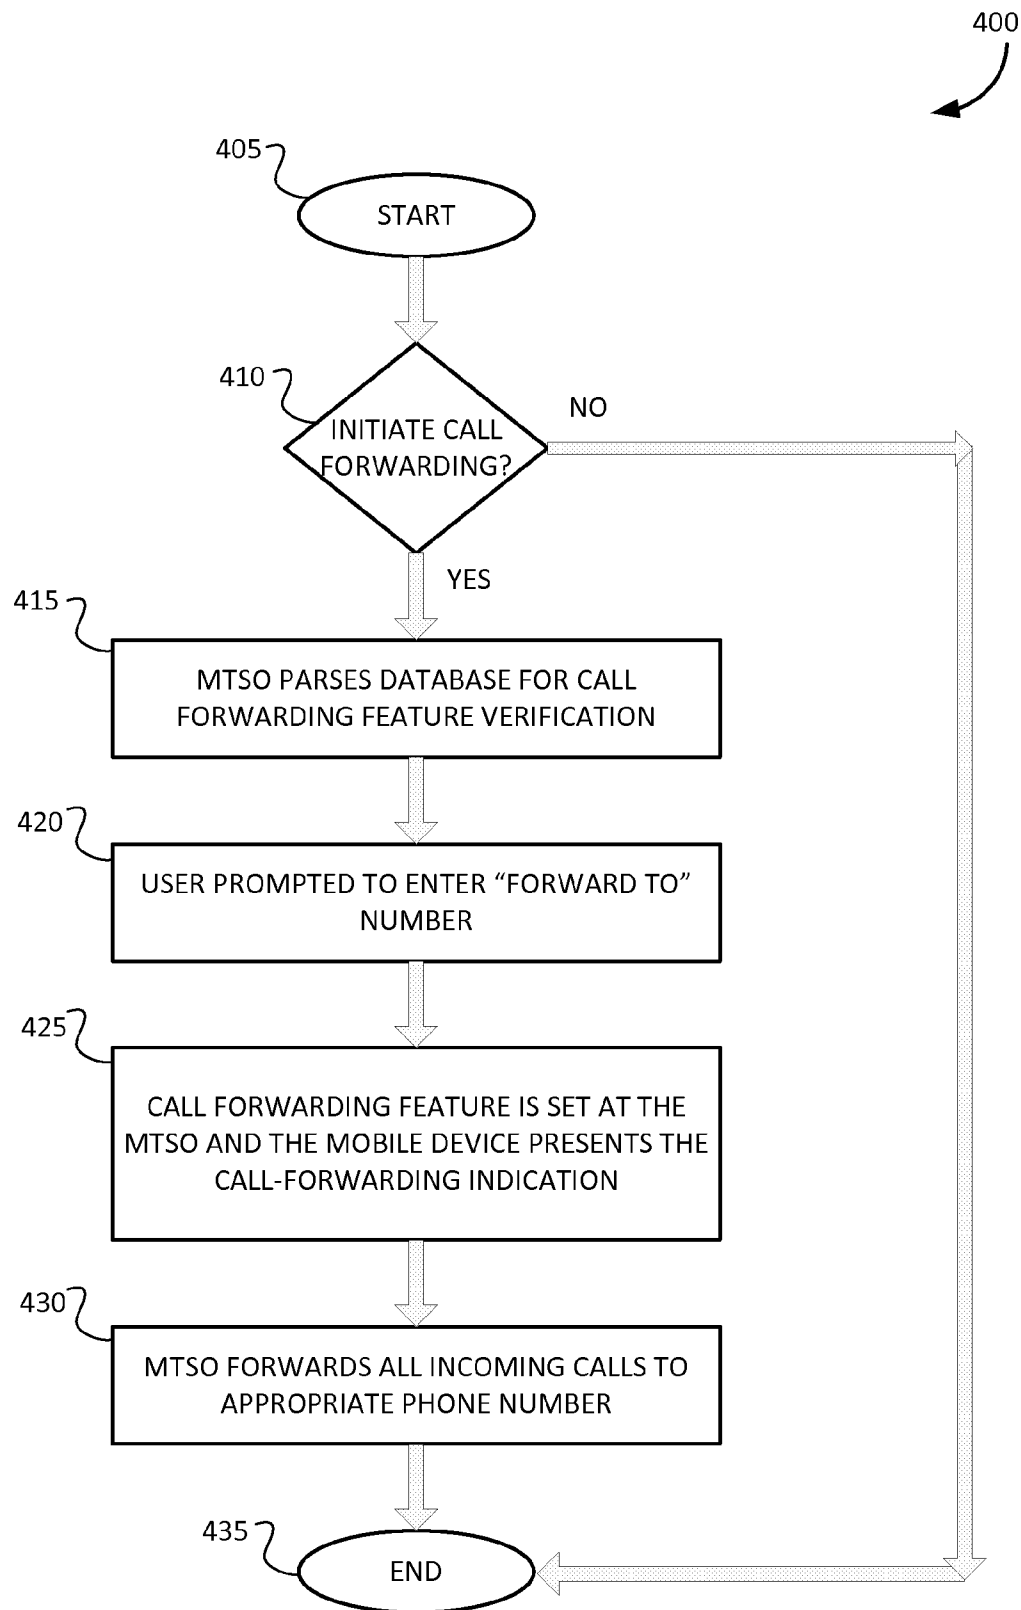 400
405
START
410
INITIATE CALL
FORWARDING?
NO
YES
415
MTSO PARSES DATABASE FOR CALL
FORWARDING FEATURE VERIFICATION
420
USER PROMPTED TO ENTER “FORWARD TO”
NUMBER
425
CALL FORWARDING FEATURE IS SET AT THE
MTSO AND THE MOBILE DEVICE PRESENTS THE
CALL-FORWARDING INDICATION
430
MTSO FORWARDS ALL INCOMING CALLS TO
APPROPRIATE PHONE NUMBER
435
END